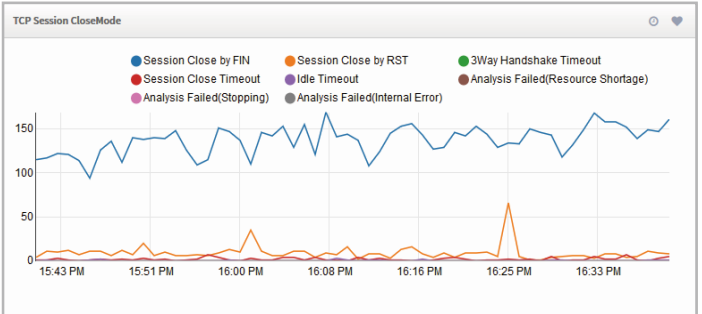 TCP Session CloseMode
Session Close by FIN Session Close by RST 3Way Handshake Timeout
Session Close Timeout Idle Timeout Analysis Failed(Resource Shortage)
Analysis Failed(Stopping) Analysis Failed(Internal Error)
150
100
50
0
15:43 PM 15:51 PM 16:00 PM 16:08 PM 16:16 PM 16:25 PM 16:33 PM